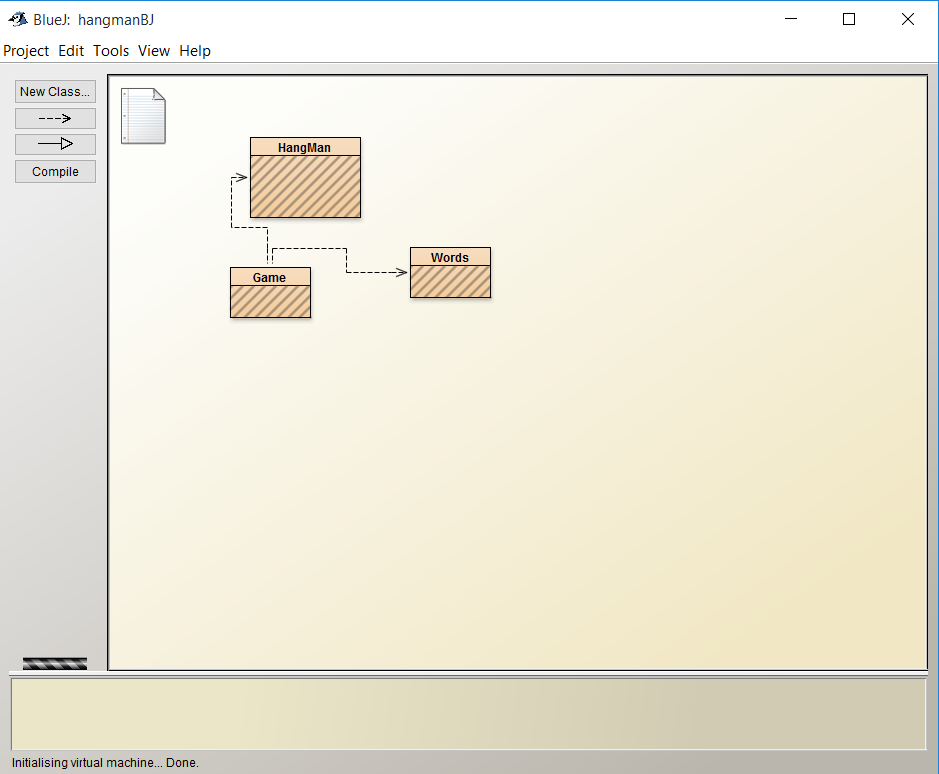 BlueJ:  hangmanBJ
Project Edit Tools View Help
New Class...
Compile
HangMan
Words
Game
Initialising virtual machine... Done.